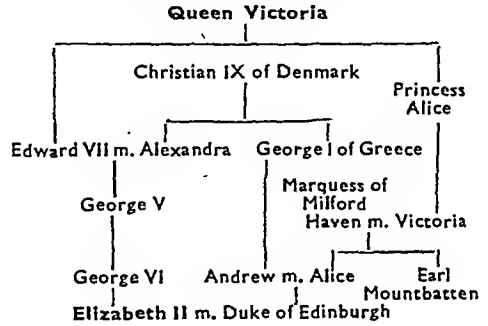 Queen Victoria
Christian IX of Denmark
Princess
Alice
Edward VII m. Alexandra George I of Greece
Marquess of
Milford
Haven m. Victoria
George V
George VI Andrew m. Alice Earl
Mountbatten
Elizabeth II m. Duke of Edinburgh